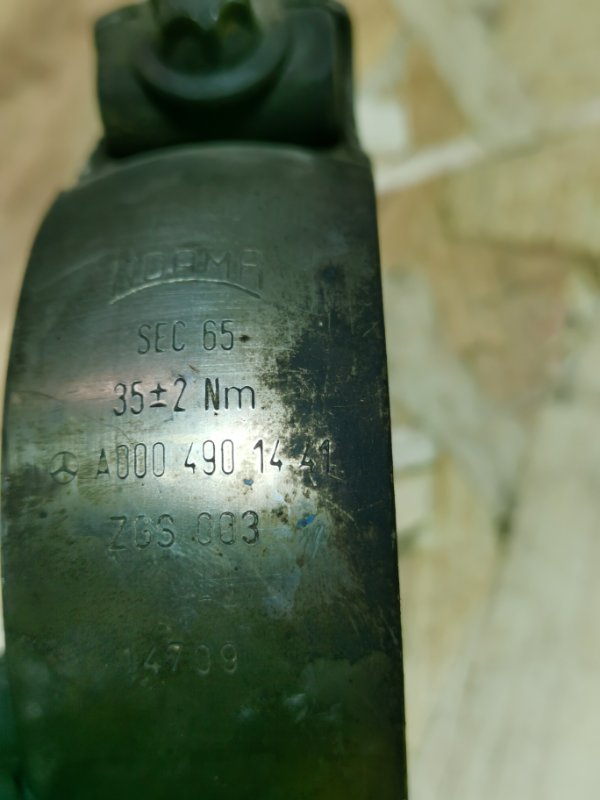 NORMA
SEC 65
35±2 Nm
A000 490 14 41
ZGS 003
14709